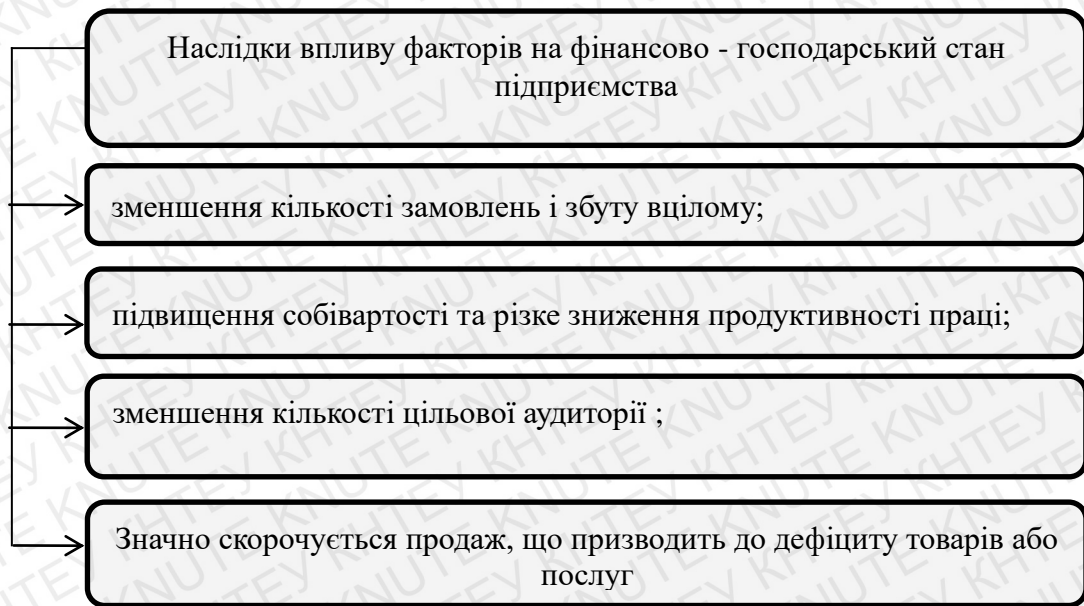 Наслідки впливу факторів на фінансово - господарський стан
підприємства
зменшення кількості замовлень і збуту вцілому;
підвищення собівартості та різке зниження продуктивності праці;
зменшення кількості цільової аудиторії ;
Значно скорочується продаж, що призводить до дефіциту товарів або
послуг